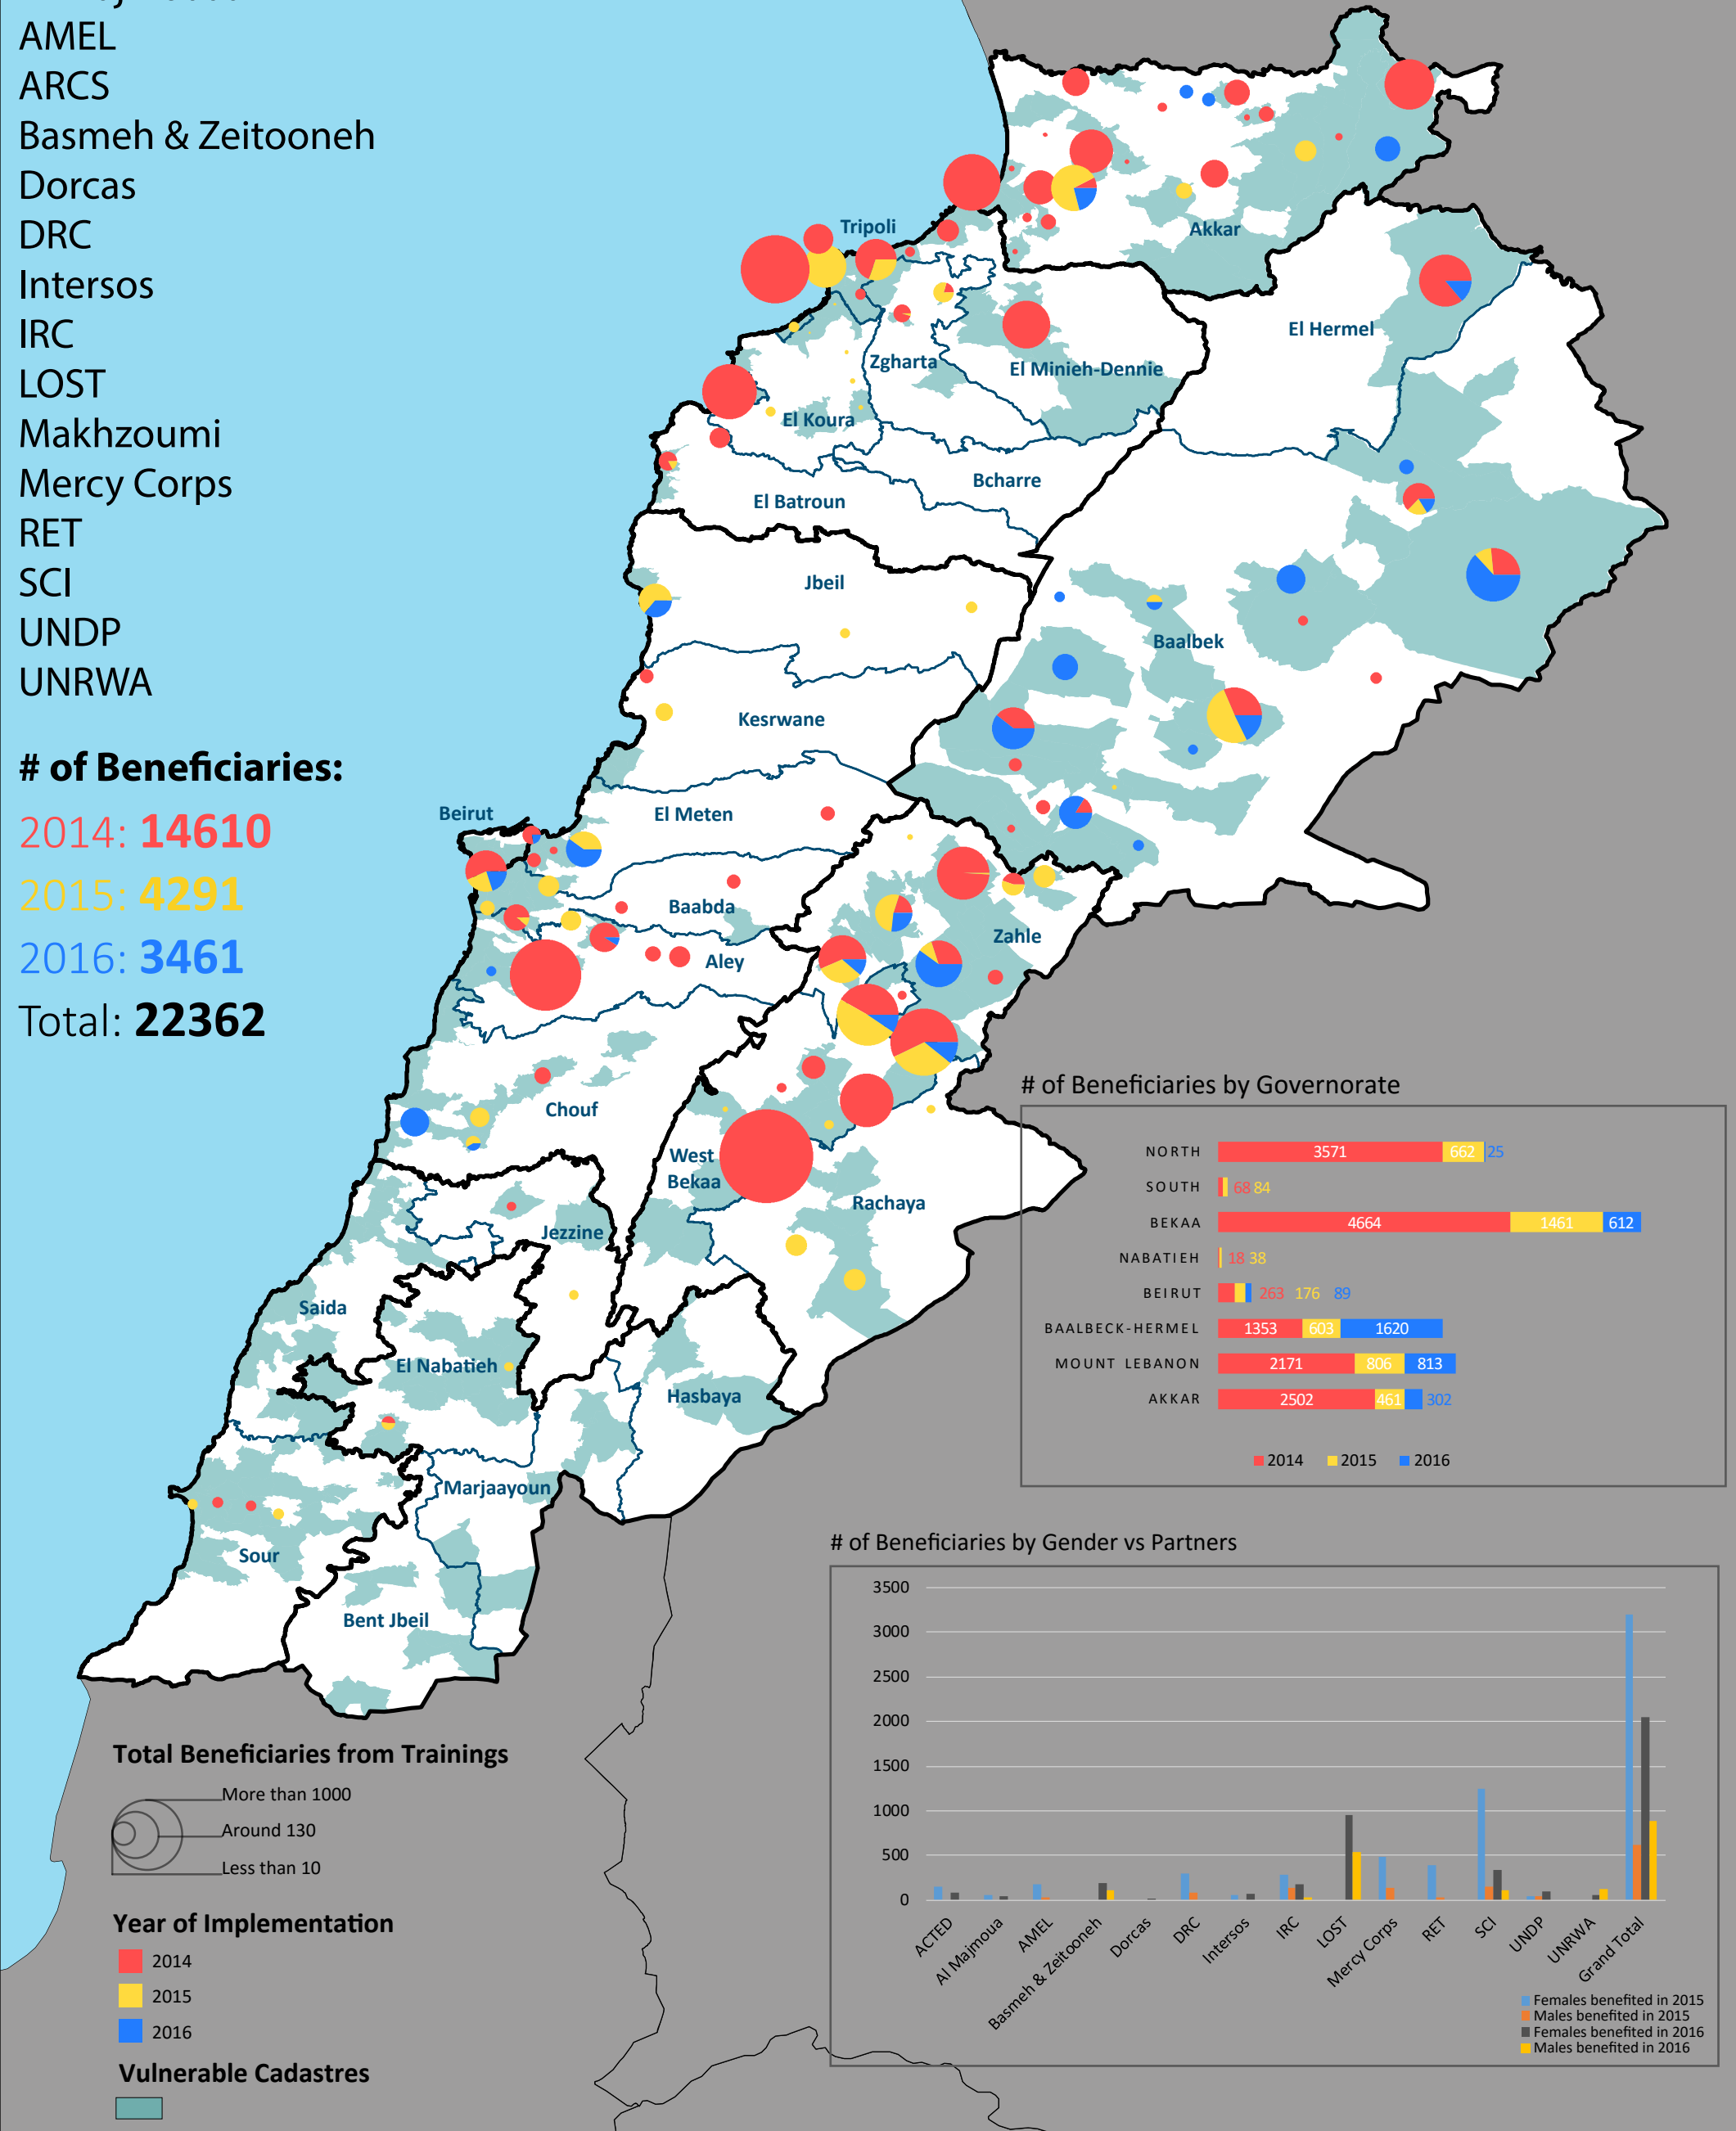 AMEL
ARCS
Basmeh & Zeitooneh
Dorcas
DRC
Intersos
IRC
LOST
Makhzoumi
Mercy Corps
RET
SCI
UNDP
UNRWA
# of Beneficiaries:
2014: 14610
2015: 4291
2016: 3461
Total: 22362
Tripoli
Akkar
El Hermel
Zgharta
El Minieh-Dennie
El Koura
Bcharre
El Batroun
Jbeil
Baalbek
Kesrwane
Beirut
El Meten
Baabda
Zahle
Aley
Chouf
West
Bekaa
Rachaya
Jezzine
Saida
El Nabatieh
Hasbaya
Marjaayoun
Sour
Bent Jbeil
# of Beneficiaries by Governorate
NORTH 3571 662 25
SOUTH 68 84
BEKAA 4664 1461 612
NABATIEH 18 38
BEIRUT 263 176 89
BAALBECK-HERMEL 1353 603 1620
MOUNT LEBANON 2171 806 813
AKKAR 2502 461 302
2014 2015 2016
# of Beneficiaries by Gender vs Partners
3500
3000
2500
2000
1500
1000
500
0
ACTED
Al Majmoua
AMEL
Basmeh & Zeitooneh
Dorcas
DRC
Intersos
IRC
LOST
Mercy Corps
RET
SCI
UNDP
UNRWA
Grand Total
Females benefited in 2015
Males benefited in 2015
Females benefited in 2016
Males benefited in 2016
Total Beneficiaries from Trainings
More than 1000
Around 130
Less than 10
Year of Implementation
2014
2015
2016
Vulnerable Cadastres